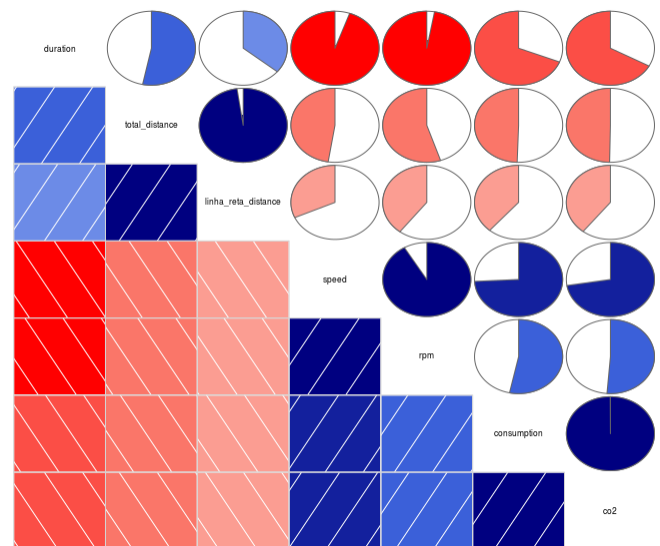 duration
total_distance
linha_reta_distance
speed
rpm
consumption
co2